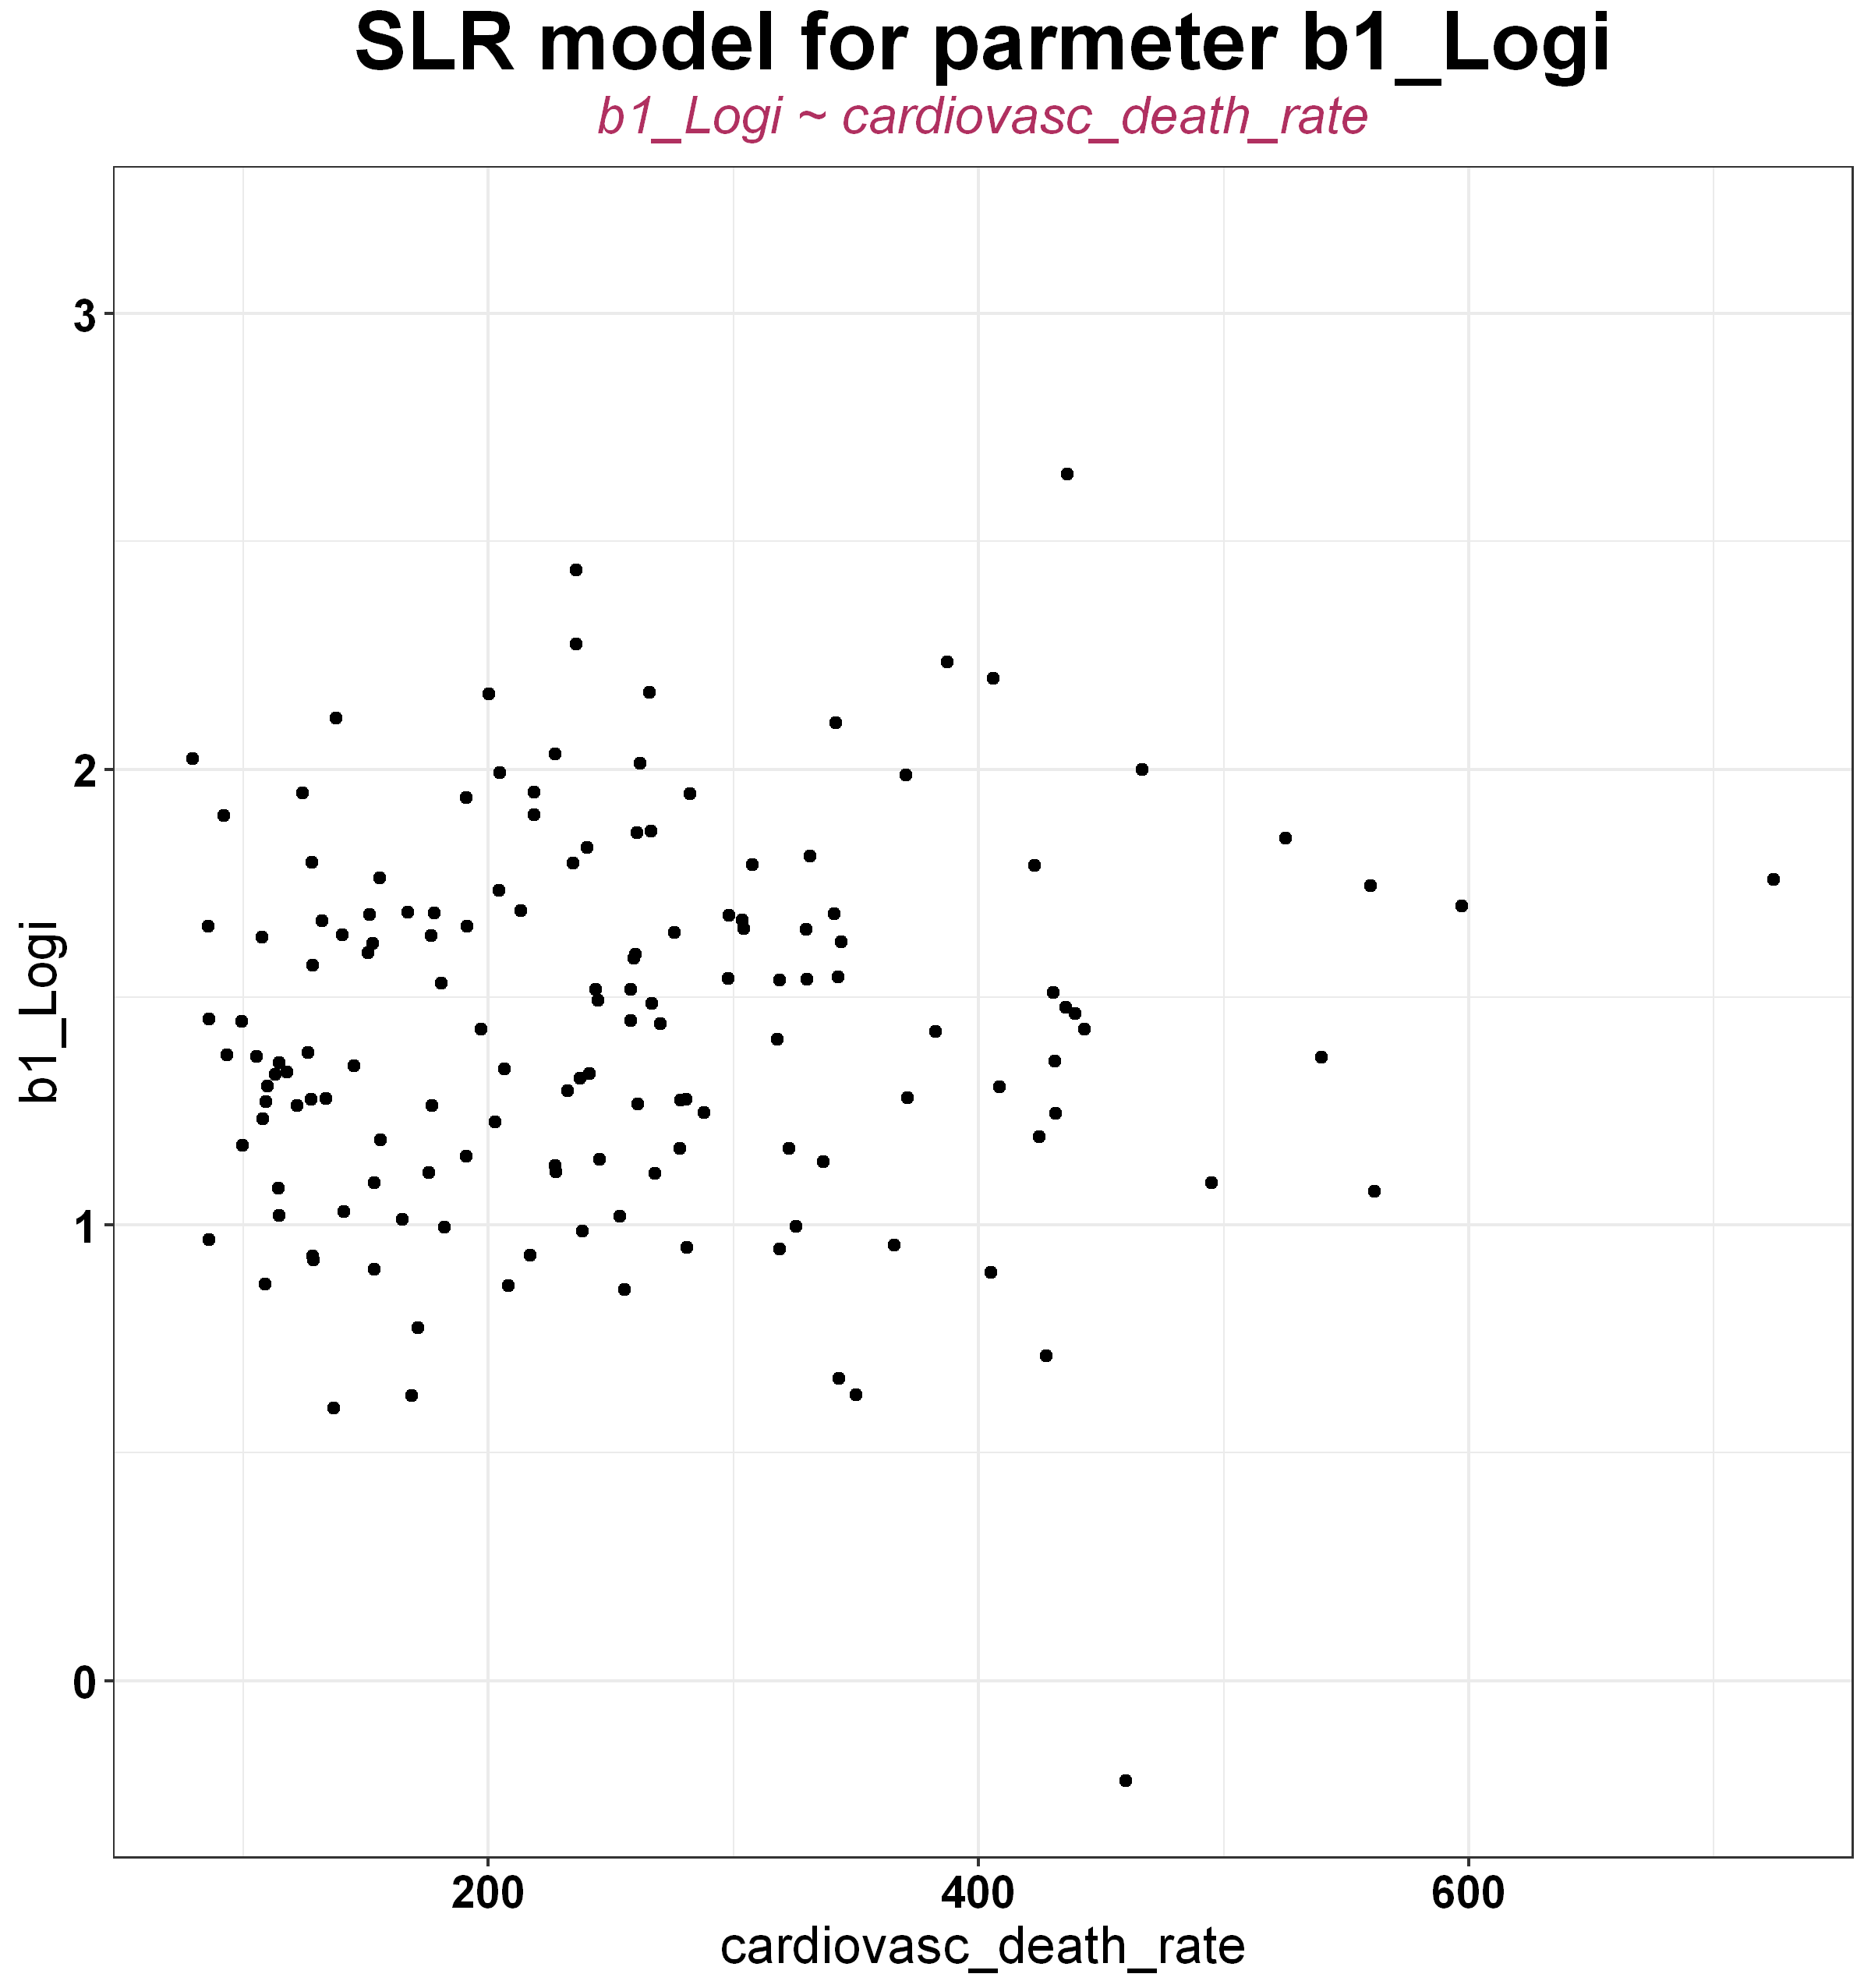 SLR model for parmeter b1_Logi
b1_Logi ~ cardiovasc_death_rate
3
2
1
0
b1_Logi
200 400 600
cardiovasc_death_rate